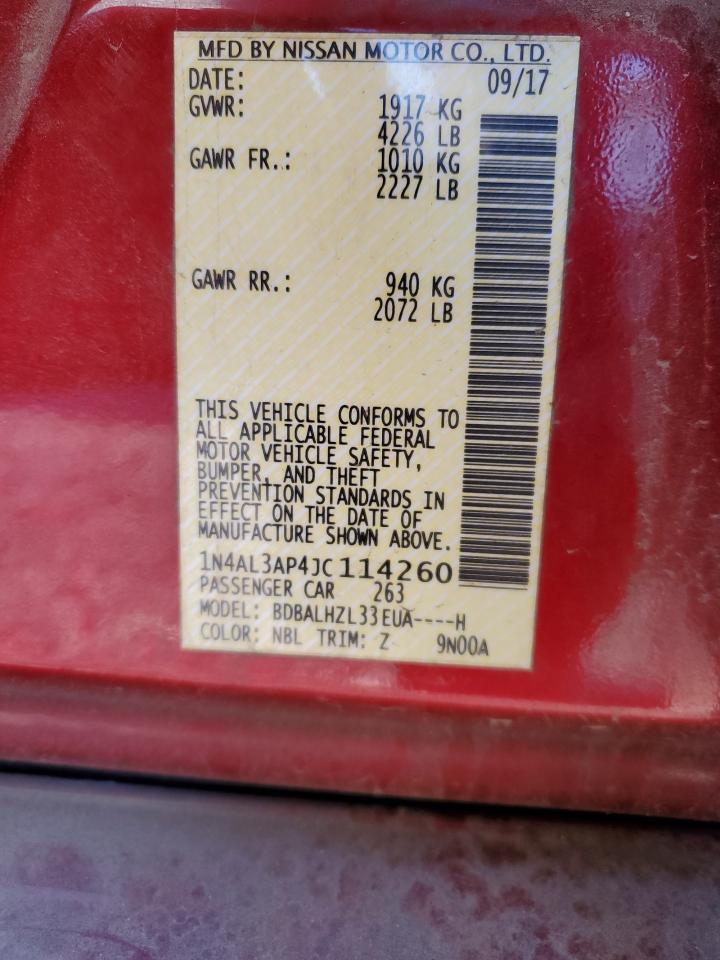 MFD BY NISSAN MOTOR CO., LTD.
DATE: 09/17
GVWR: 1917 KG
4226 LB
GAWR FR.: 1010 KG
2227 LB
GAWR RR.: 940 KG
2072 LB
THIS VEHICLE CONFORMS TO
ALL APPLICABLE FEDERAL
MOTOR VEHICLE SAFETY,
BUMPER, AND THEFT
PREVENTION STANDARDS IN
EFFECT ON THE DATE OF
MANUFACTURE SHOWN ABOVE.
1N4AL3AP4JC114260
PASSENGER CAR 263
MODEL: BDBALHZL33EUA----H
COLOR: NBL TRIM: Z 9N00A